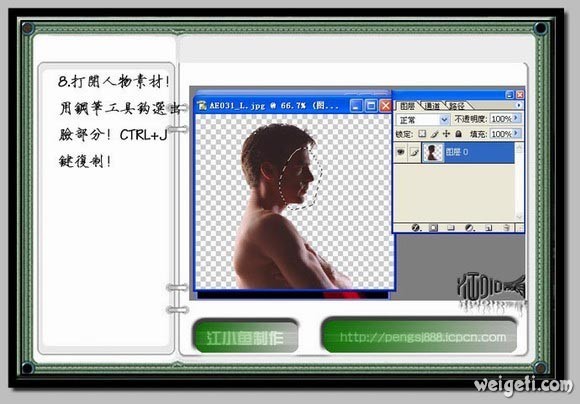 8.打開人物素材!
用鋼筆工具鈎選出
臉部分! CTRL+J
鍵復制!
AE031_L.jpg @ 66.7% (图...
图层 通道 路径
正常 不透明度: 100%
锁定: 填充: 100%
图层 0
江小鱼制作
http://pengsj888.icpcn.com
weigeti.com